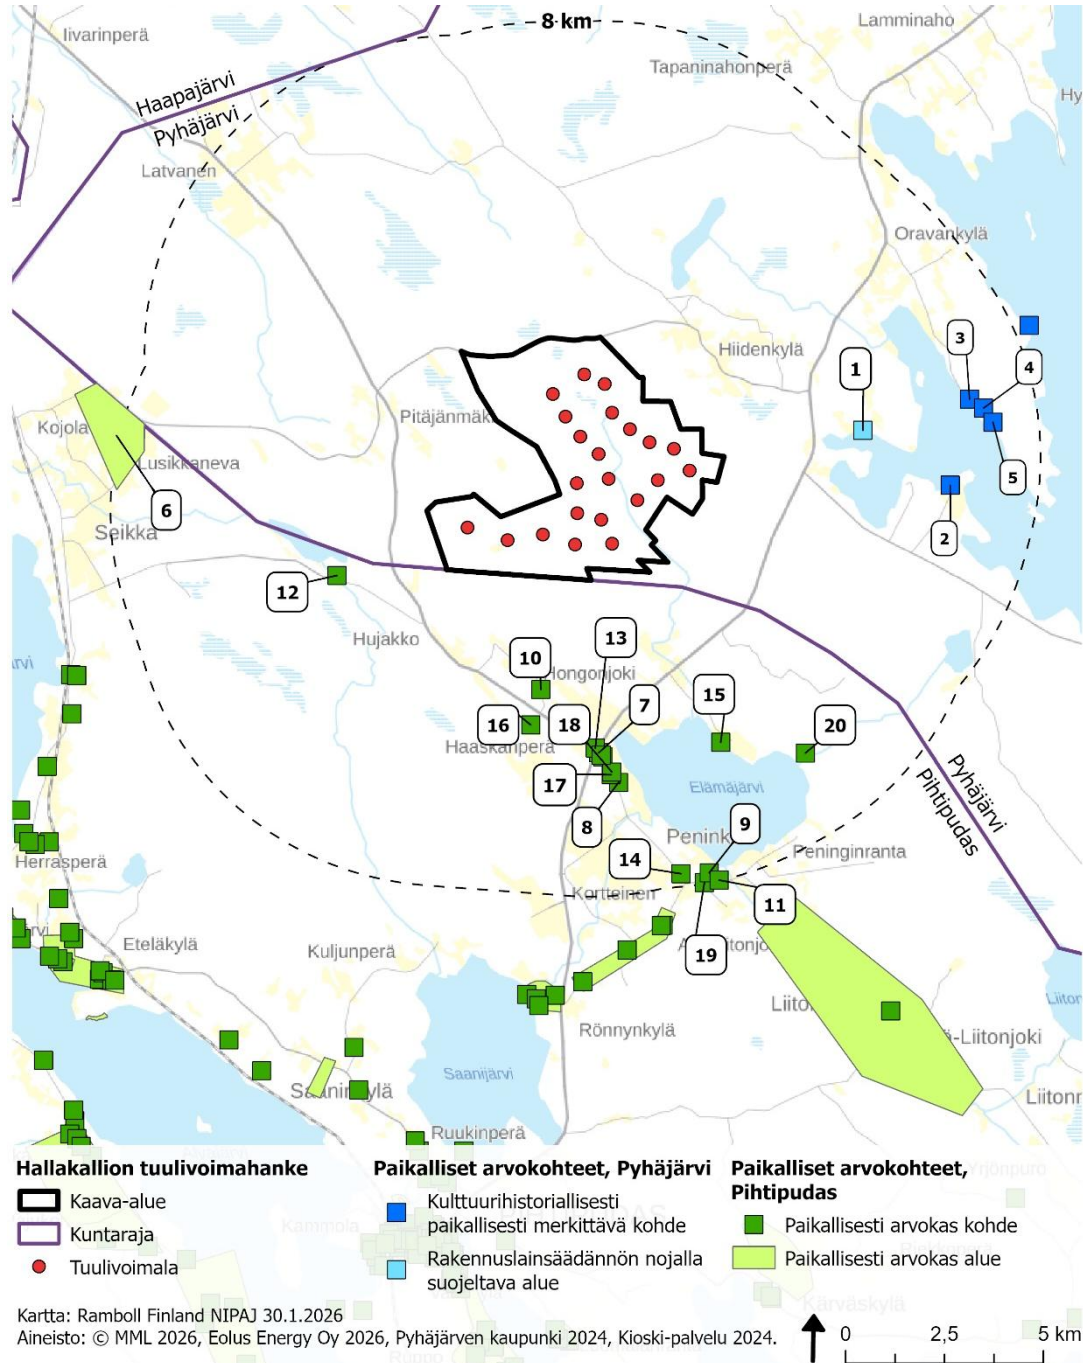 Iivarinperä
8 km
Lamminaho
Tapaninahonperä
Haapajärvi
Pyhäjärvi
Latvanen
Oravankylä
Hiidenkylä
3
1
4
Pitäjänmäki
Kojola
Lusikkaneva
5
6
2
Seikka
12
Hujakko
13
10
Hongonjoki
7
15
18
16
20
Haaskanperä
Pyhäjärvi
Pihtipudas
17
Elämäjärvi
8
9
Penink
14
Peninginranta
Herrasperä
Kortteinen
11
Eteläkylä
Kuljunperä
19
Rönnynkylä
-Liitonjoki
Saanijärvi
Ruukinperä
Hallakallion tuulivoimahanke
Kaava-alue
Kuntaraja
Tuulivoimala
Paikalliset arvokohteet, Pyhäjärvi
Kulttuurihistoriallisesti
paikallisesti merkittävä kohde
Rakennuslainsäädännön nojalla
suojeltava alue
Paikalliset arvokohteet,
Pihtipudas
Paikallisesti arvokas kohde
Paikallisesti arvokas alue
Kärväskylä
Kartta: Ramboll Finland NIPAJ 30.1.2026
Aineisto: © MML 2026, Eolus Energy Oy 2026, Pyhäjärven kaupunki 2024, Kioski-palvelu 2024.
0 2,5 5 km